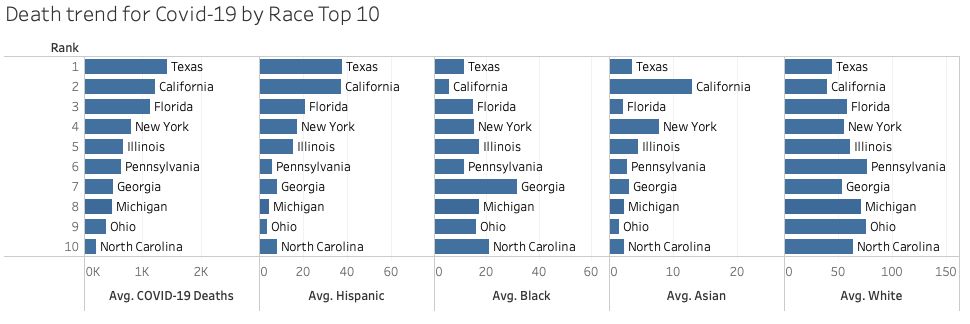 Death trend for Covid-19 by Race Top 10
Rank
1 Texas Texas Texas Texas Texas
2 California California California California California
3 Florida Florida Florida Florida Florida
4 New York New York New York New York New York
5 Illinois Illinois Illinois Illinois Illinois
6 Pennsylvania Pennsylvania Pennsylvania Pennsylvania Pennsylvania
7 Georgia Georgia Georgia Georgia Georgia
8 Michigan Michigan Michigan Michigan Michigan
9 Ohio Ohio Ohio Ohio Ohio
10 North Carolina North Carolina North Carolina North Carolina North Carolina
0K 1K 2K 0 20 40 60 0 20 40 60 0 10 20 0 50 100 150
Avg. COVID-19 Deaths Avg. Hispanic Avg. Black Avg. Asian Avg. White